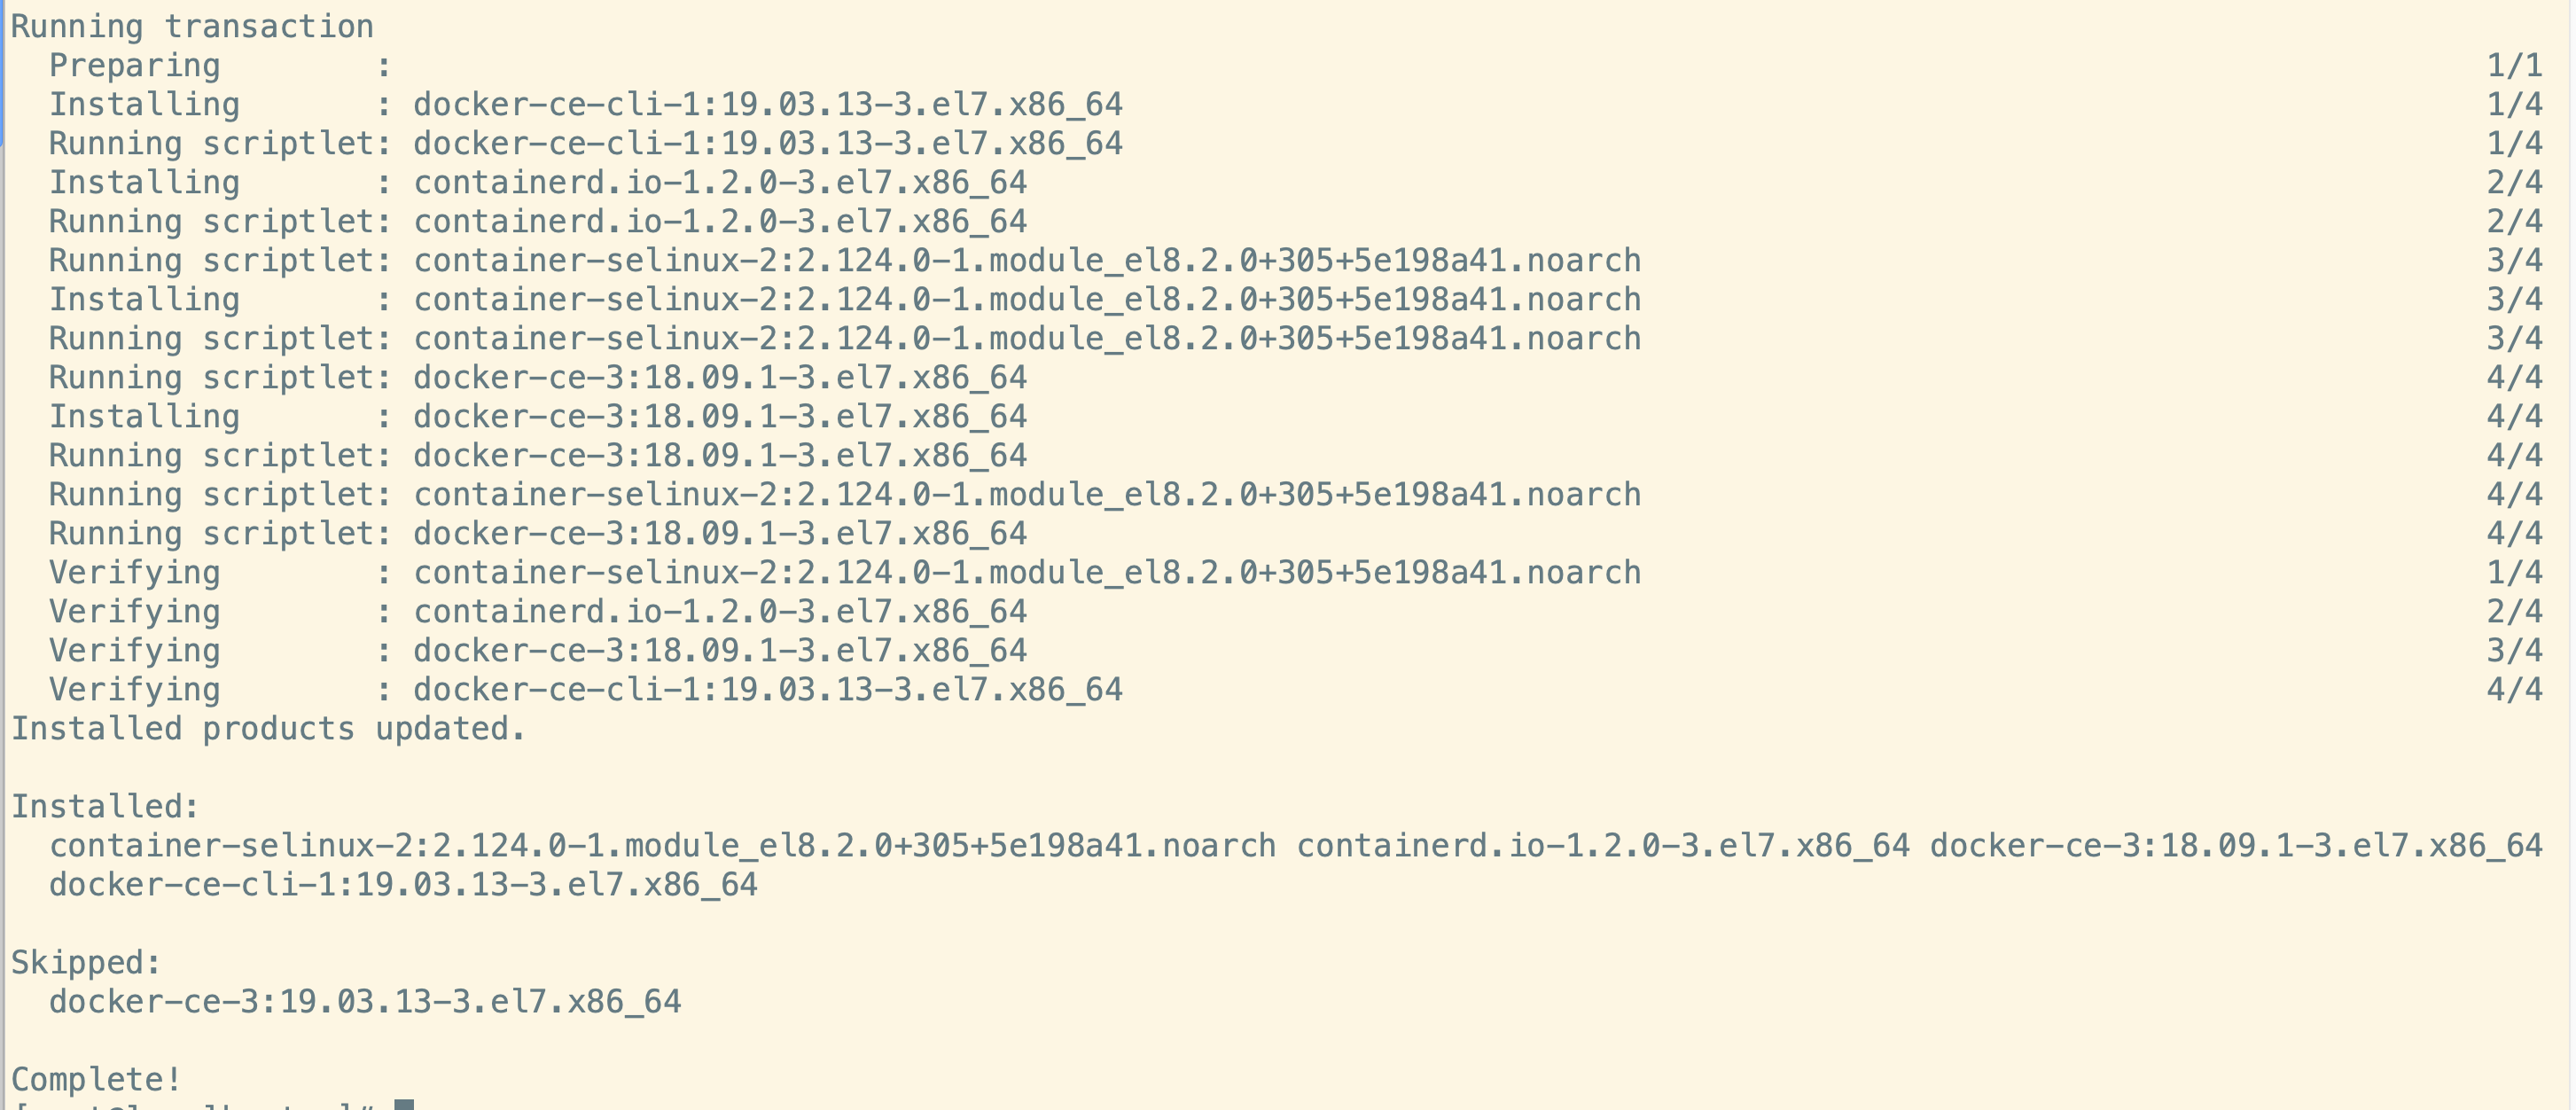 Running transaction
  Preparing        :                                                                                                             1/1
  Installing       : docker-ce-cli-1:19.03.13-3.el7.x86_64                                                                       1/4
  Running scriptlet: docker-ce-cli-1:19.03.13-3.el7.x86_64                                                                       1/4
  Installing       : containerd.io-1.2.0-3.el7.x86_64                                                                            2/4
  Running scriptlet: containerd.io-1.2.0-3.el7.x86_64                                                                            2/4
  Running scriptlet: container-selinux-2:2.124.0-1.module_el8.2.0+305+5e198a41.noarch                                            3/4
  Installing       : container-selinux-2:2.124.0-1.module_el8.2.0+305+5e198a41.noarch                                            3/4
  Running scriptlet: container-selinux-2:2.124.0-1.module_el8.2.0+305+5e198a41.noarch                                            3/4
  Running scriptlet: docker-ce-3:18.09.1-3.el7.x86_64                                                                            4/4
  Installing       : docker-ce-3:18.09.1-3.el7.x86_64                                                                            4/4
  Running scriptlet: docker-ce-3:18.09.1-3.el7.x86_64                                                                            4/4
  Running scriptlet: container-selinux-2:2.124.0-1.module_el8.2.0+305+5e198a41.noarch                                            4/4
  Running scriptlet: docker-ce-3:18.09.1-3.el7.x86_64                                                                            4/4
  Verifying        : container-selinux-2:2.124.0-1.module_el8.2.0+305+5e198a41.noarch                                            1/4
  Verifying        : containerd.io-1.2.0-3.el7.x86_64                                                                            2/4
  Verifying        : docker-ce-3:18.09.1-3.el7.x86_64                                                                            3/4
  Verifying        : docker-ce-cli-1:19.03.13-3.el7.x86_64                                                                       4/4
Installed products updated.

Installed:
  container-selinux-2:2.124.0-1.module_el8.2.0+305+5e198a41.noarch containerd.io-1.2.0-3.el7.x86_64 docker-ce-3:18.09.1-3.el7.x86_64
  docker-ce-cli-1:19.03.13-3.el7.x86_64

Skipped:
  docker-ce-3:19.03.13-3.el7.x86_64

Complete!